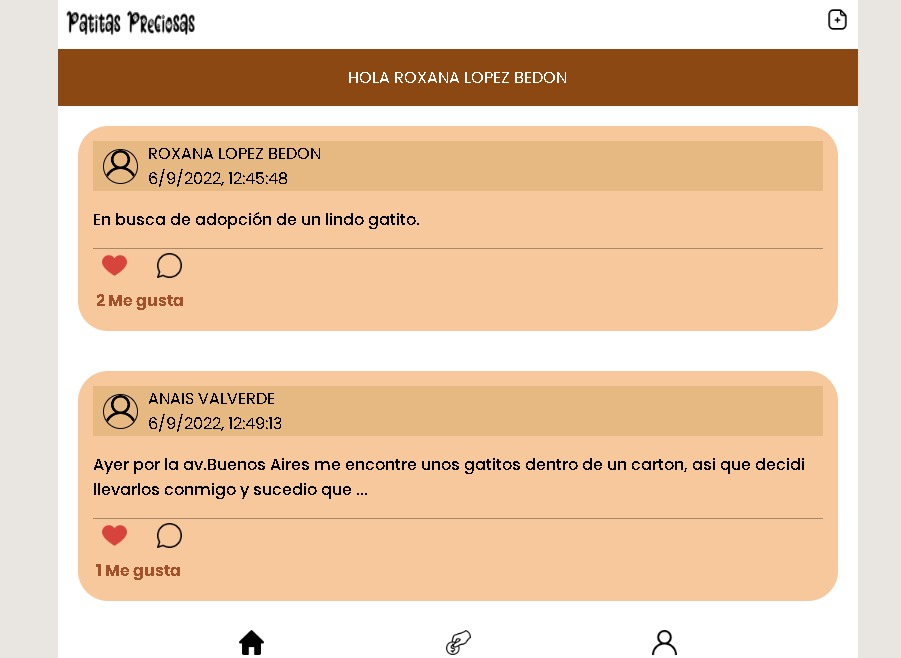 Patitas Preciosas
HOLA ROXANA LOPEZ BEDON
ROXANA LOPEZ BEDON
6/9/2022, 12:45:48
En busca de adopción de un lindo gatito.
2 Me gusta
ANAIS VALVERDE
6/9/2022, 12:49:13
Ayer por la av.Buenos Aires me encontre unos gatitos dentro de un carton, asi que decidi
llevarlos conmigo y sucedio que ...
1 Me gusta